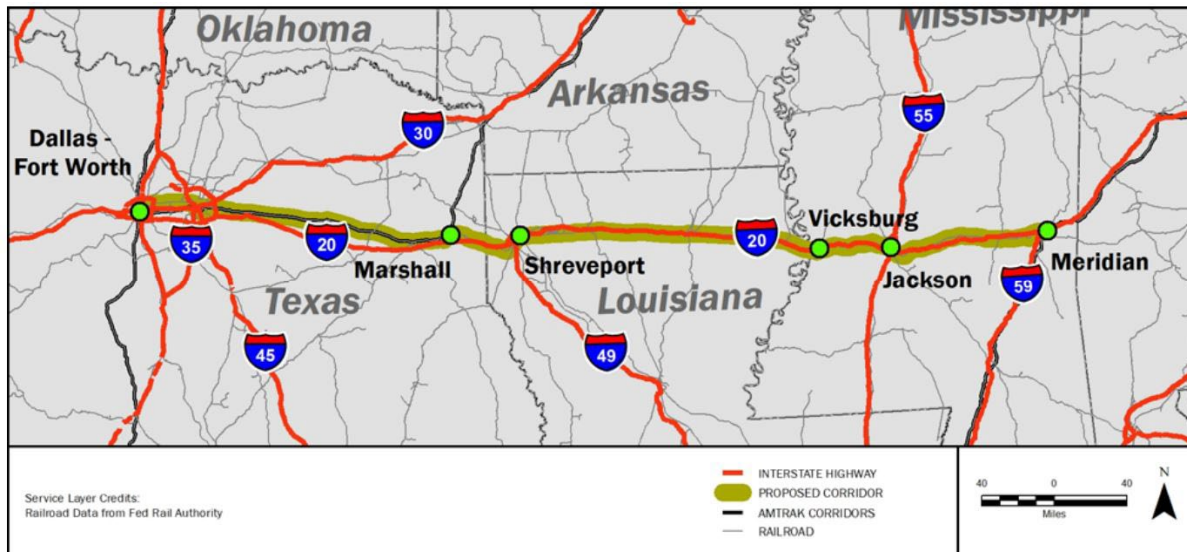 Oklahoma
Mississippi
Arkansas
30
55
Dallas -
Fort Worth
Vicksburg
35
20
20
Marshall
Shreveport
Jackson
Meridian
59
Texas
Louisiana
45
49
Service Layer Credits:
Railroad Data from Fed Rail Authority
INTERSTATE HIGHWAY
PROPOSED CORRIDOR
AMTRAK CORRIDORS
RAILROAD
40 0 40
Miles
N